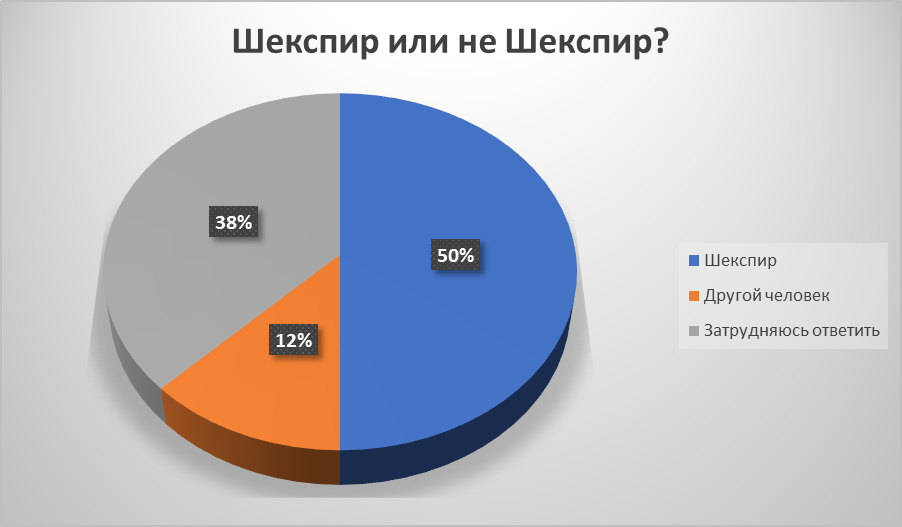 Шекспир или не Шекспир?
38%
50%
12%
Шекспир
Другой человек
Затрудняюсь ответить